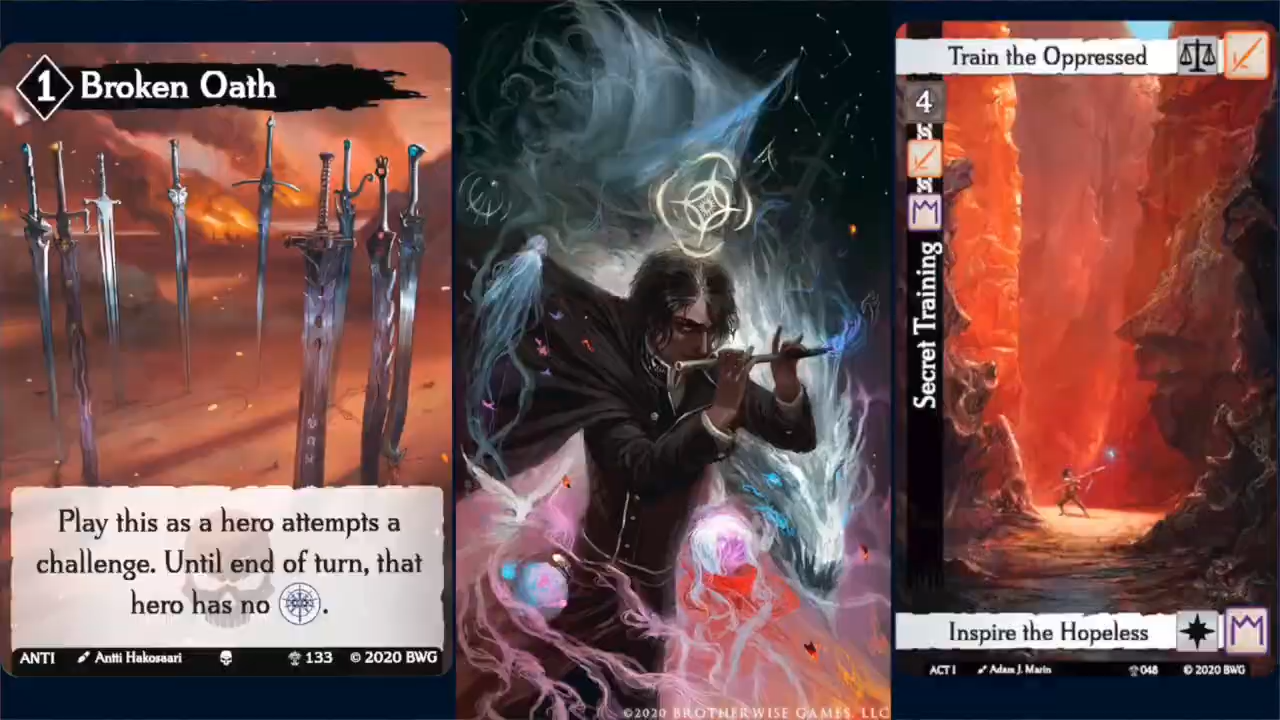 1 Broken Oath
Play this as a hero attempts a
challenge. Until end of turn, that
hero has no .
ANTI Antti Hakosaari 133 © 2020 BWG
©2020 BROTHERWISE GAMES, LLC
Train the Oppressed
4
Secret Training
Inspire the Hopeless
ACT I Adam J. Marin 048 © 2020 BWG